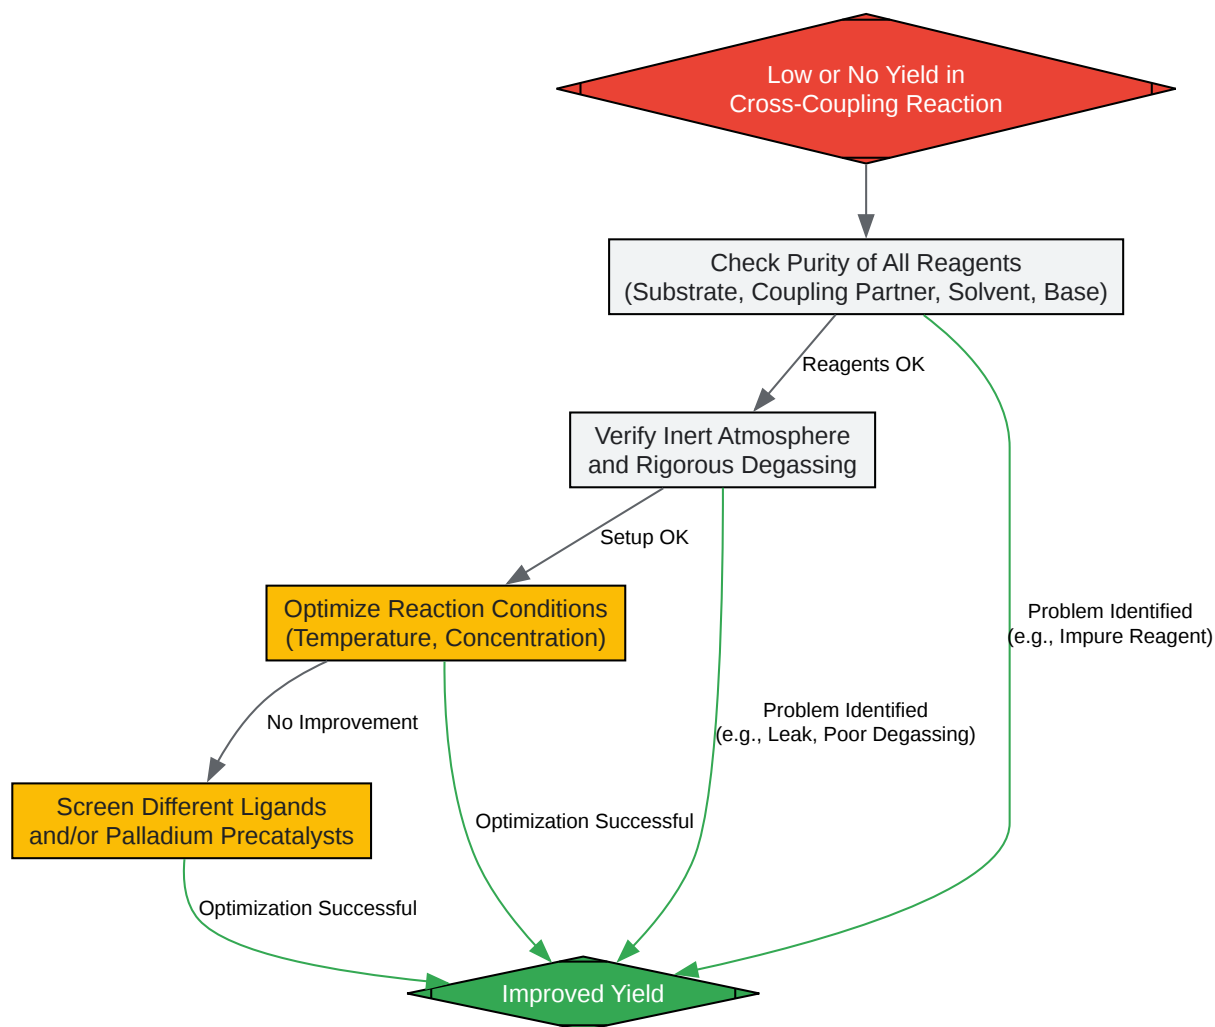 Low or No Yield in
Cross-Coupling Reaction
Check Purity of All Reagents
(Substrate, Coupling Partner, Solvent, Base)
Reagents OK
Verify Inert Atmosphere
and Rigorous Degassing
Setup OK
Optimize Reaction Conditions
(Temperature, Concentration)
Problem Identified
(e.g., Impure Reagent)
No Improvement
Problem Identified
(e.g., Leak, Poor Degassing)
Screen Different Ligands
and/or Palladium Precatalysts
Optimization Successful
Optimization Successful
Improved Yield